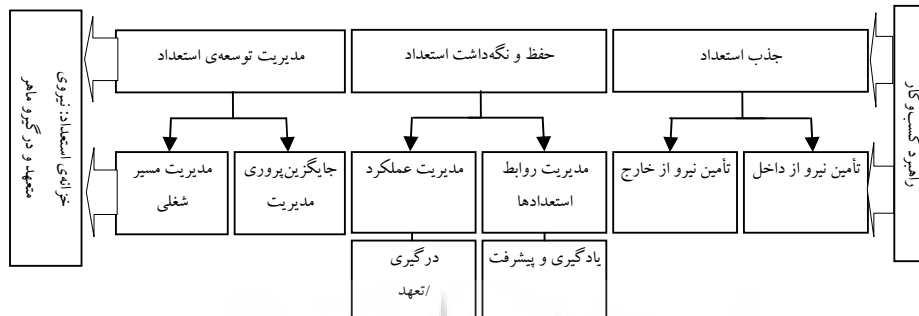 راهبرد کسب‌و کار
جذب استعداد
حفظ و نگه‌داشت استعداد
مدیریت توسعه‌ی استعداد
خزانه‌ی استعداد: نیروی
متعهد و درگیرو ماهر
تأمین نیرو از داخل
تأمین نیرو از خارج
مدیریت روابط
استعدادها
مدیریت عملکرد
جایگزین‌پروری
مدیریت
مدیریت مسیر
شغلی
یادگیری و پیشرفت
درگیری
/تعهد